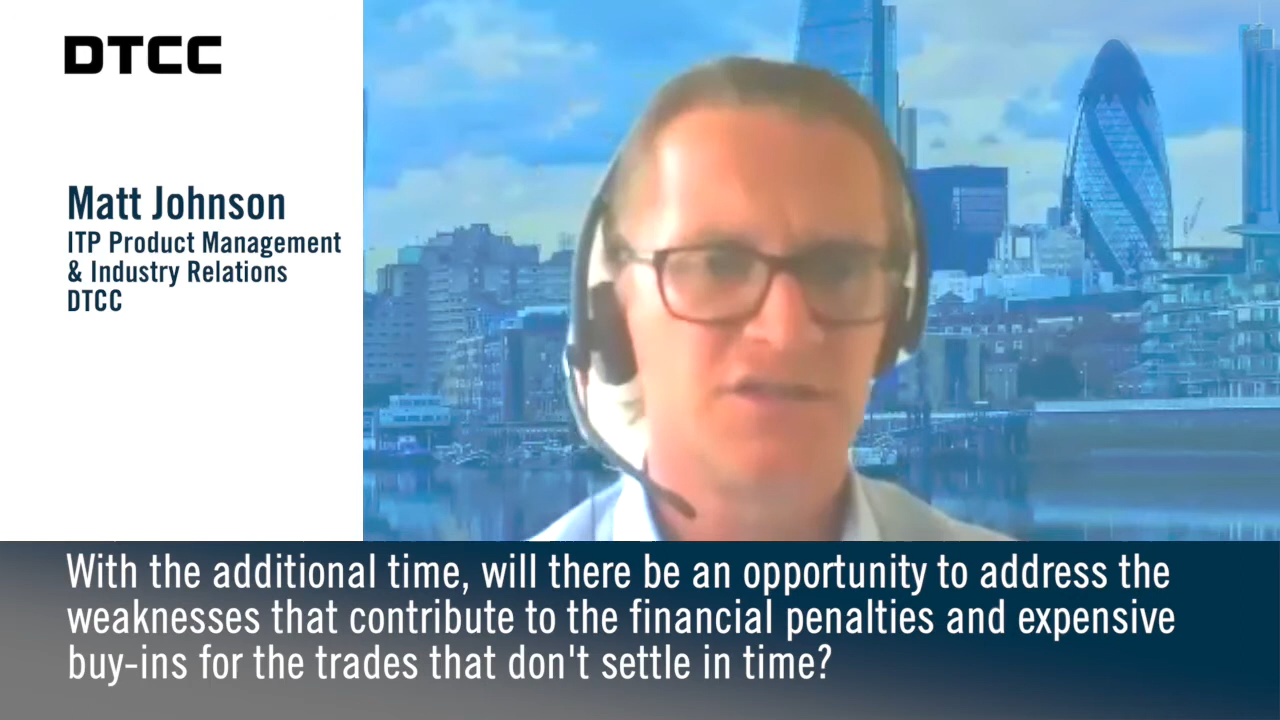 DTCC
Matt Johnson
ITP Product Management
& Industry Relations
DTCC
With the additional time, will there be an opportunity to address the
weaknesses that contribute to the financial penalties and expensive
buy-ins for the trades that don't settle in time?